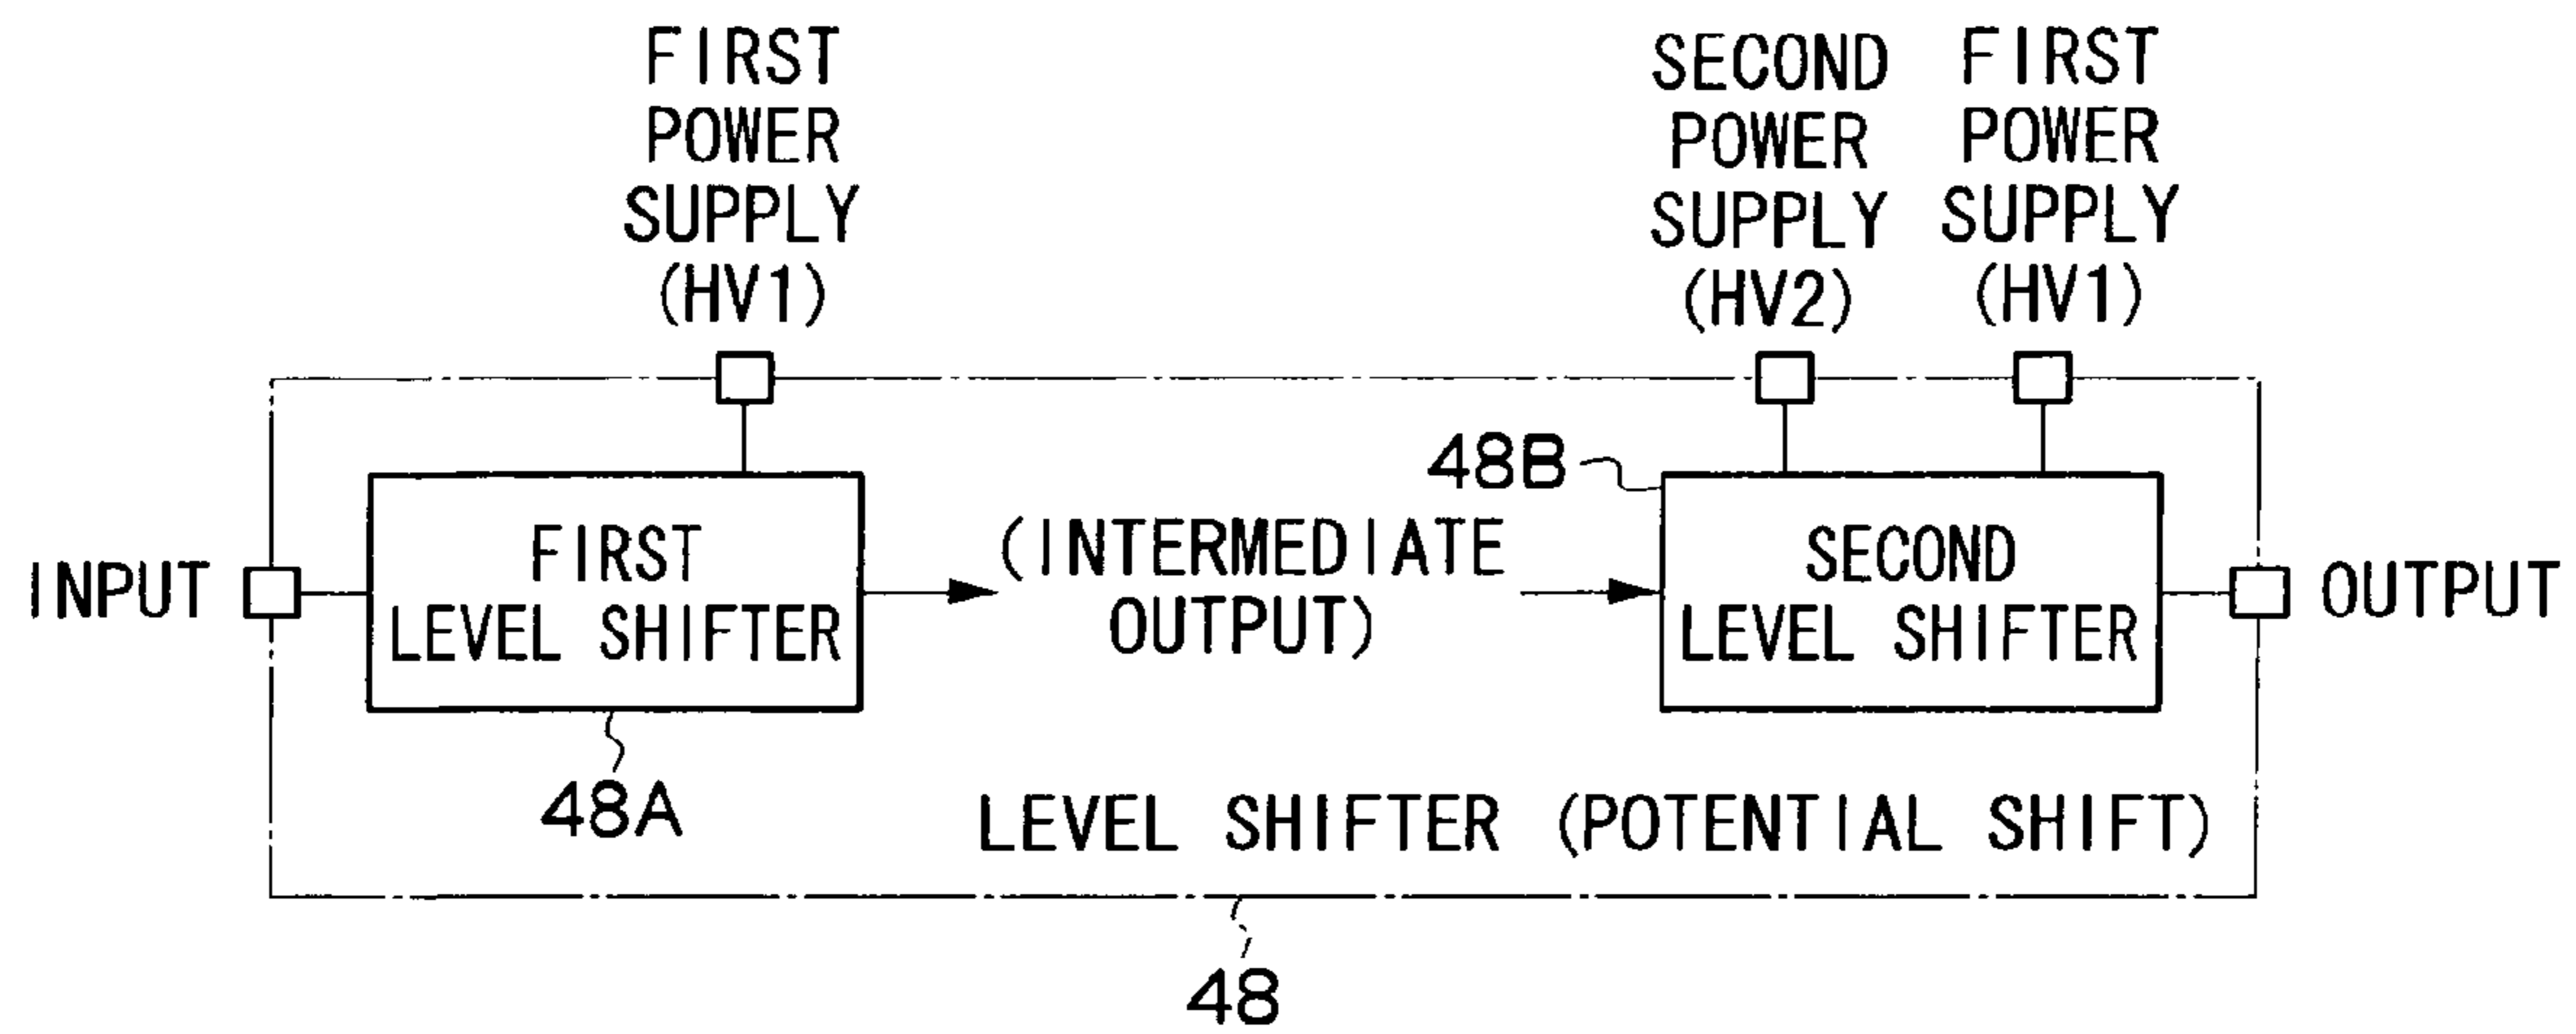 FIRST
POWER
SUPPLY
(HV1)
SECOND
POWER
SUPPLY
(HV2)
FIRST
POWER
SUPPLY
(HV1)
48B
INPUT
FIRST
LEVEL SHIFTER
(INTERMEDIATE
OUTPUT)
SECOND
LEVEL SHIFTER
OUTPUT
48A
LEVEL SHIFTER (POTENTIAL SHIFT)
48